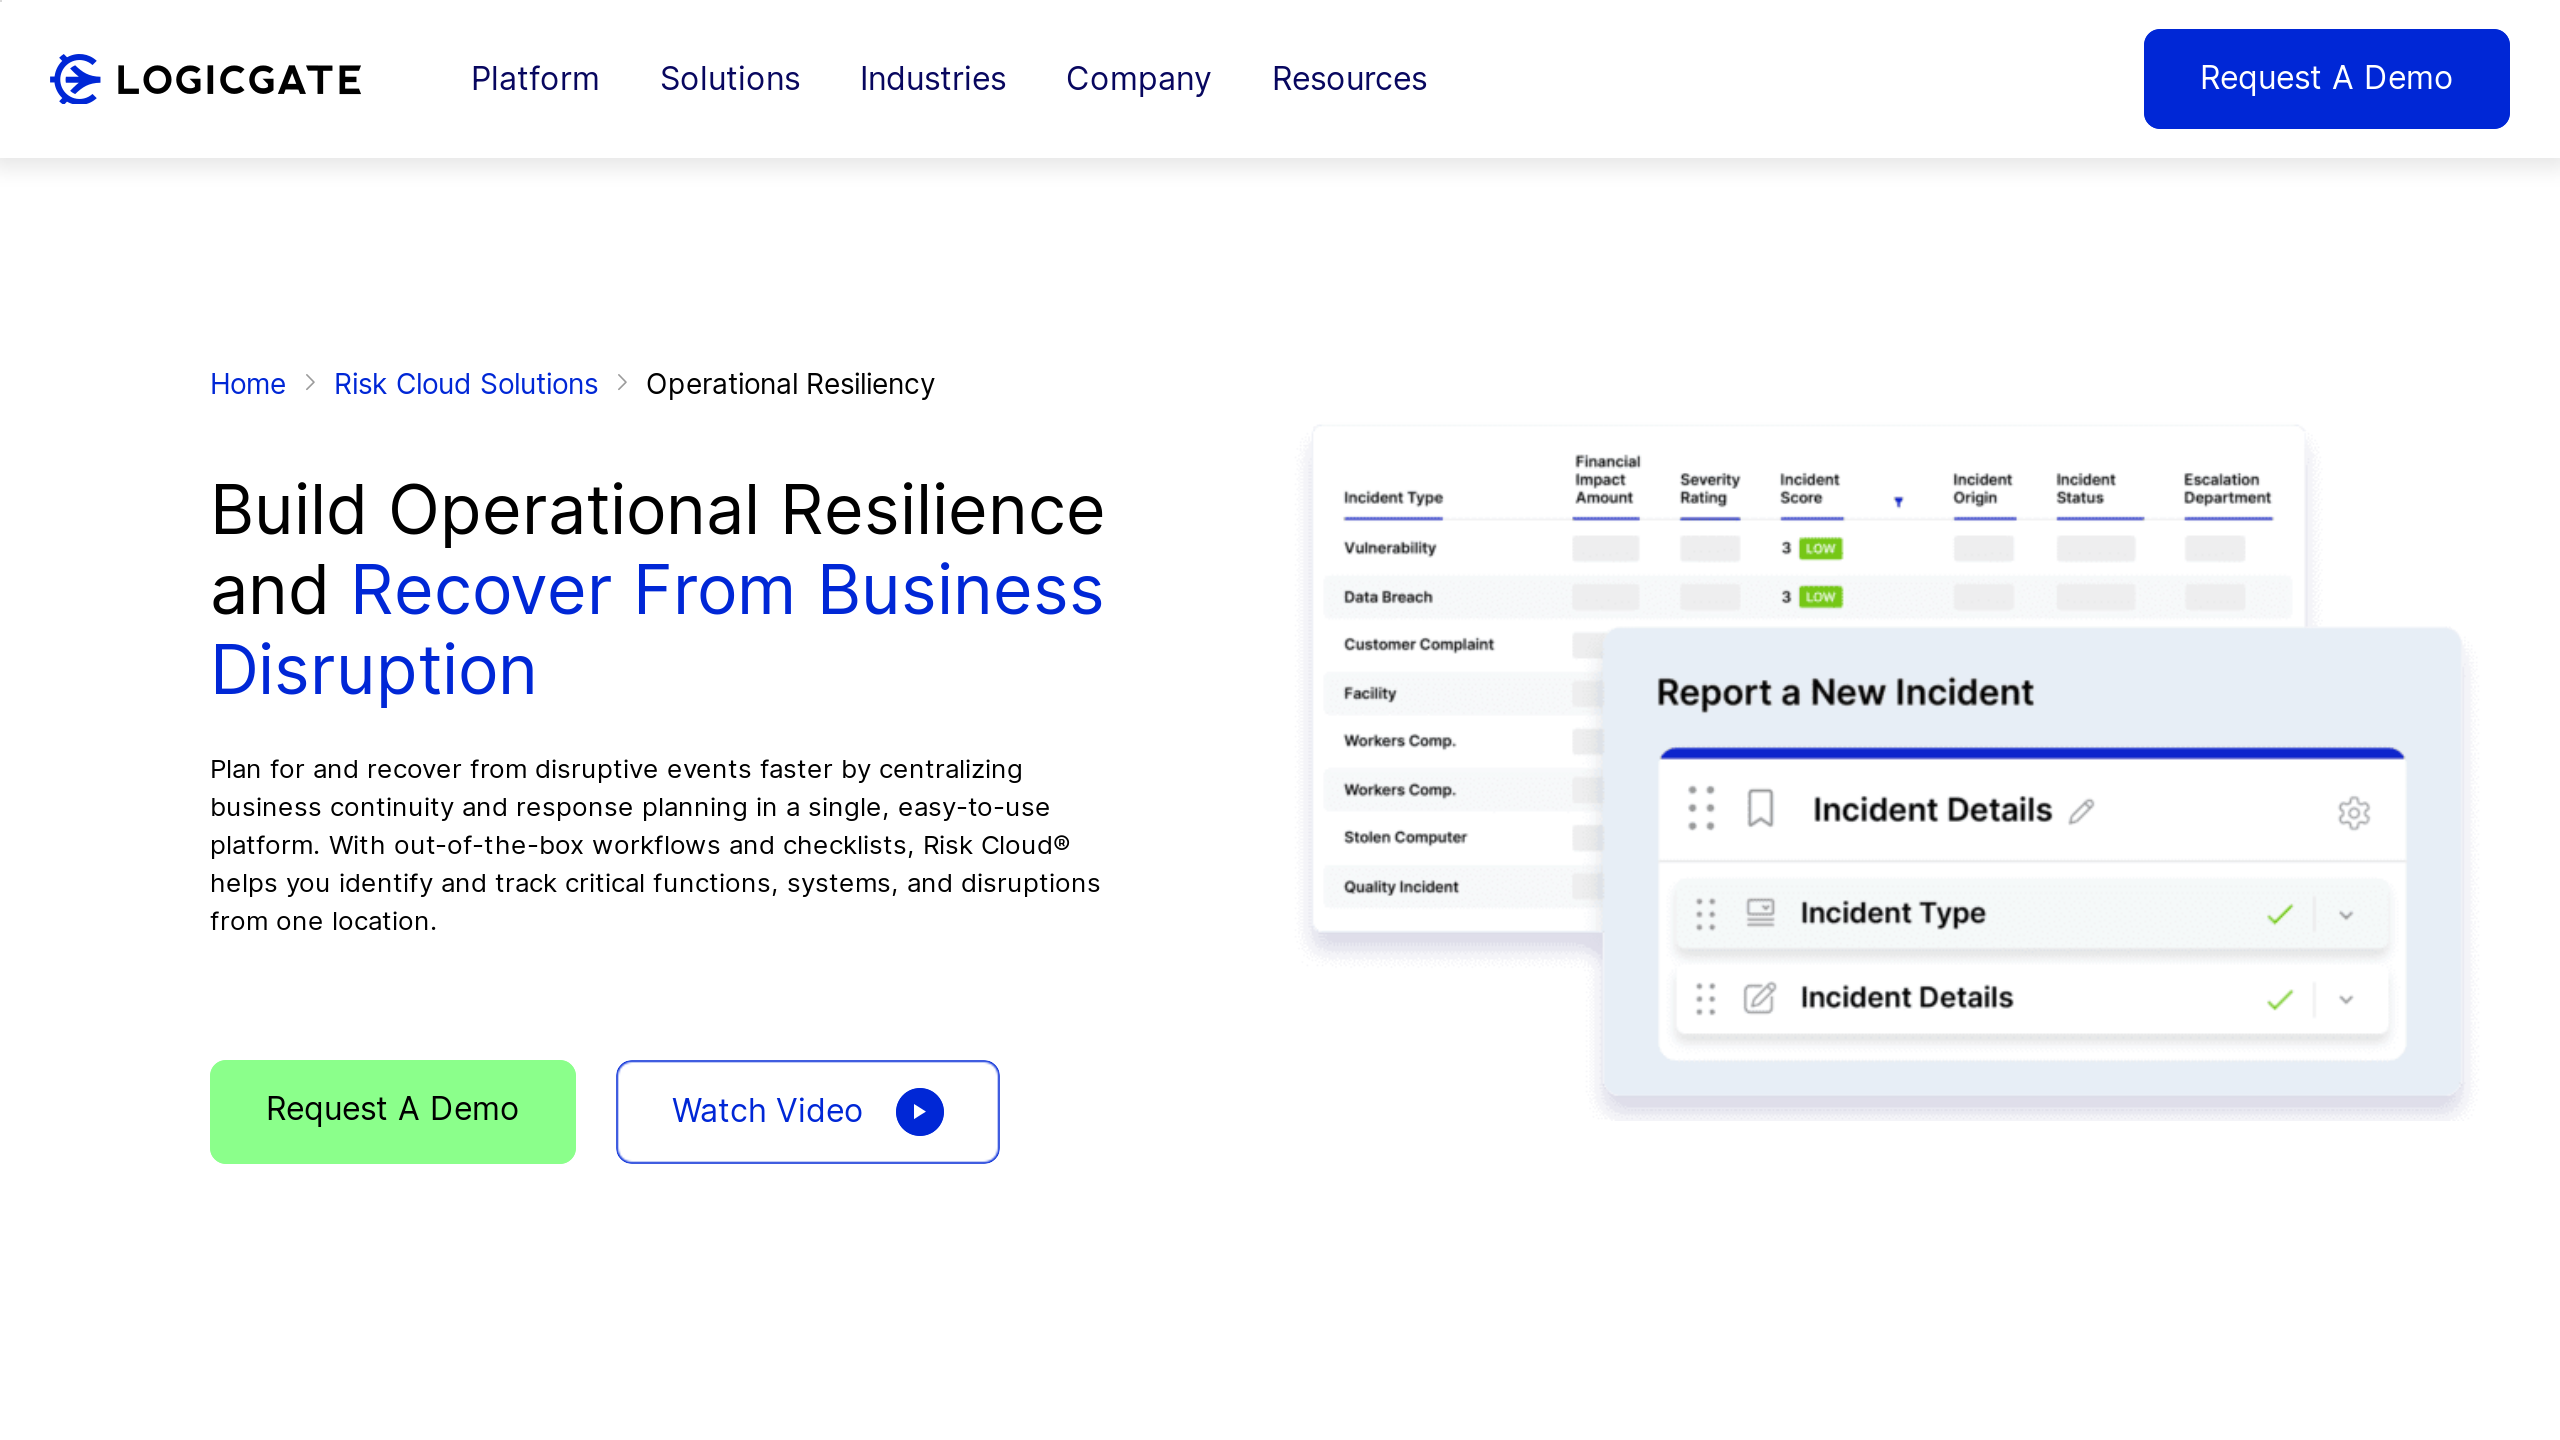 LOGICGATE
Platform
Solutions
Industries
Company
Resources
Request A Demo
Home
Risk Cloud Solutions
Operational Resiliency
Build Operational Resilience
and Recover From Business
Disruption
Plan for and recover from disruptive events faster by centralizing
business continuity and response planning in a single, easy-to-use
platform. With out-of-the-box workflows and checklists, Risk Cloud®
helps you identify and track critical functions, systems, and disruptions
from one location.
Request A Demo
Watch Video
Incident Type
Financial
Impact
Amount
Severity
Rating
Incident
Score
Incident
Origin
Incident
Status
Escalation
Department
Vulnerability
3 LOW
Data Breach
3 LOW
Customer Complaint
Facility
Workers Comp.
Workers Comp.
Stolen Computer
Quality Incident
Report a New Incident
Incident Details
Incident Type
Incident Details